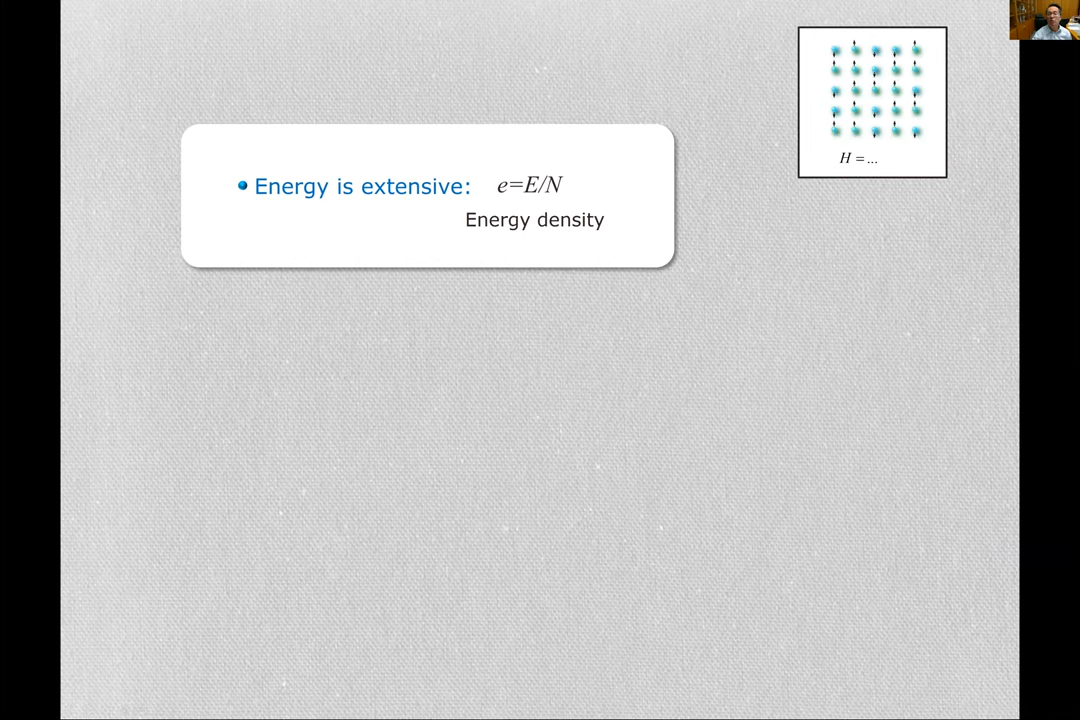 H = ...
Energy is extensive: e=E/N
Energy density